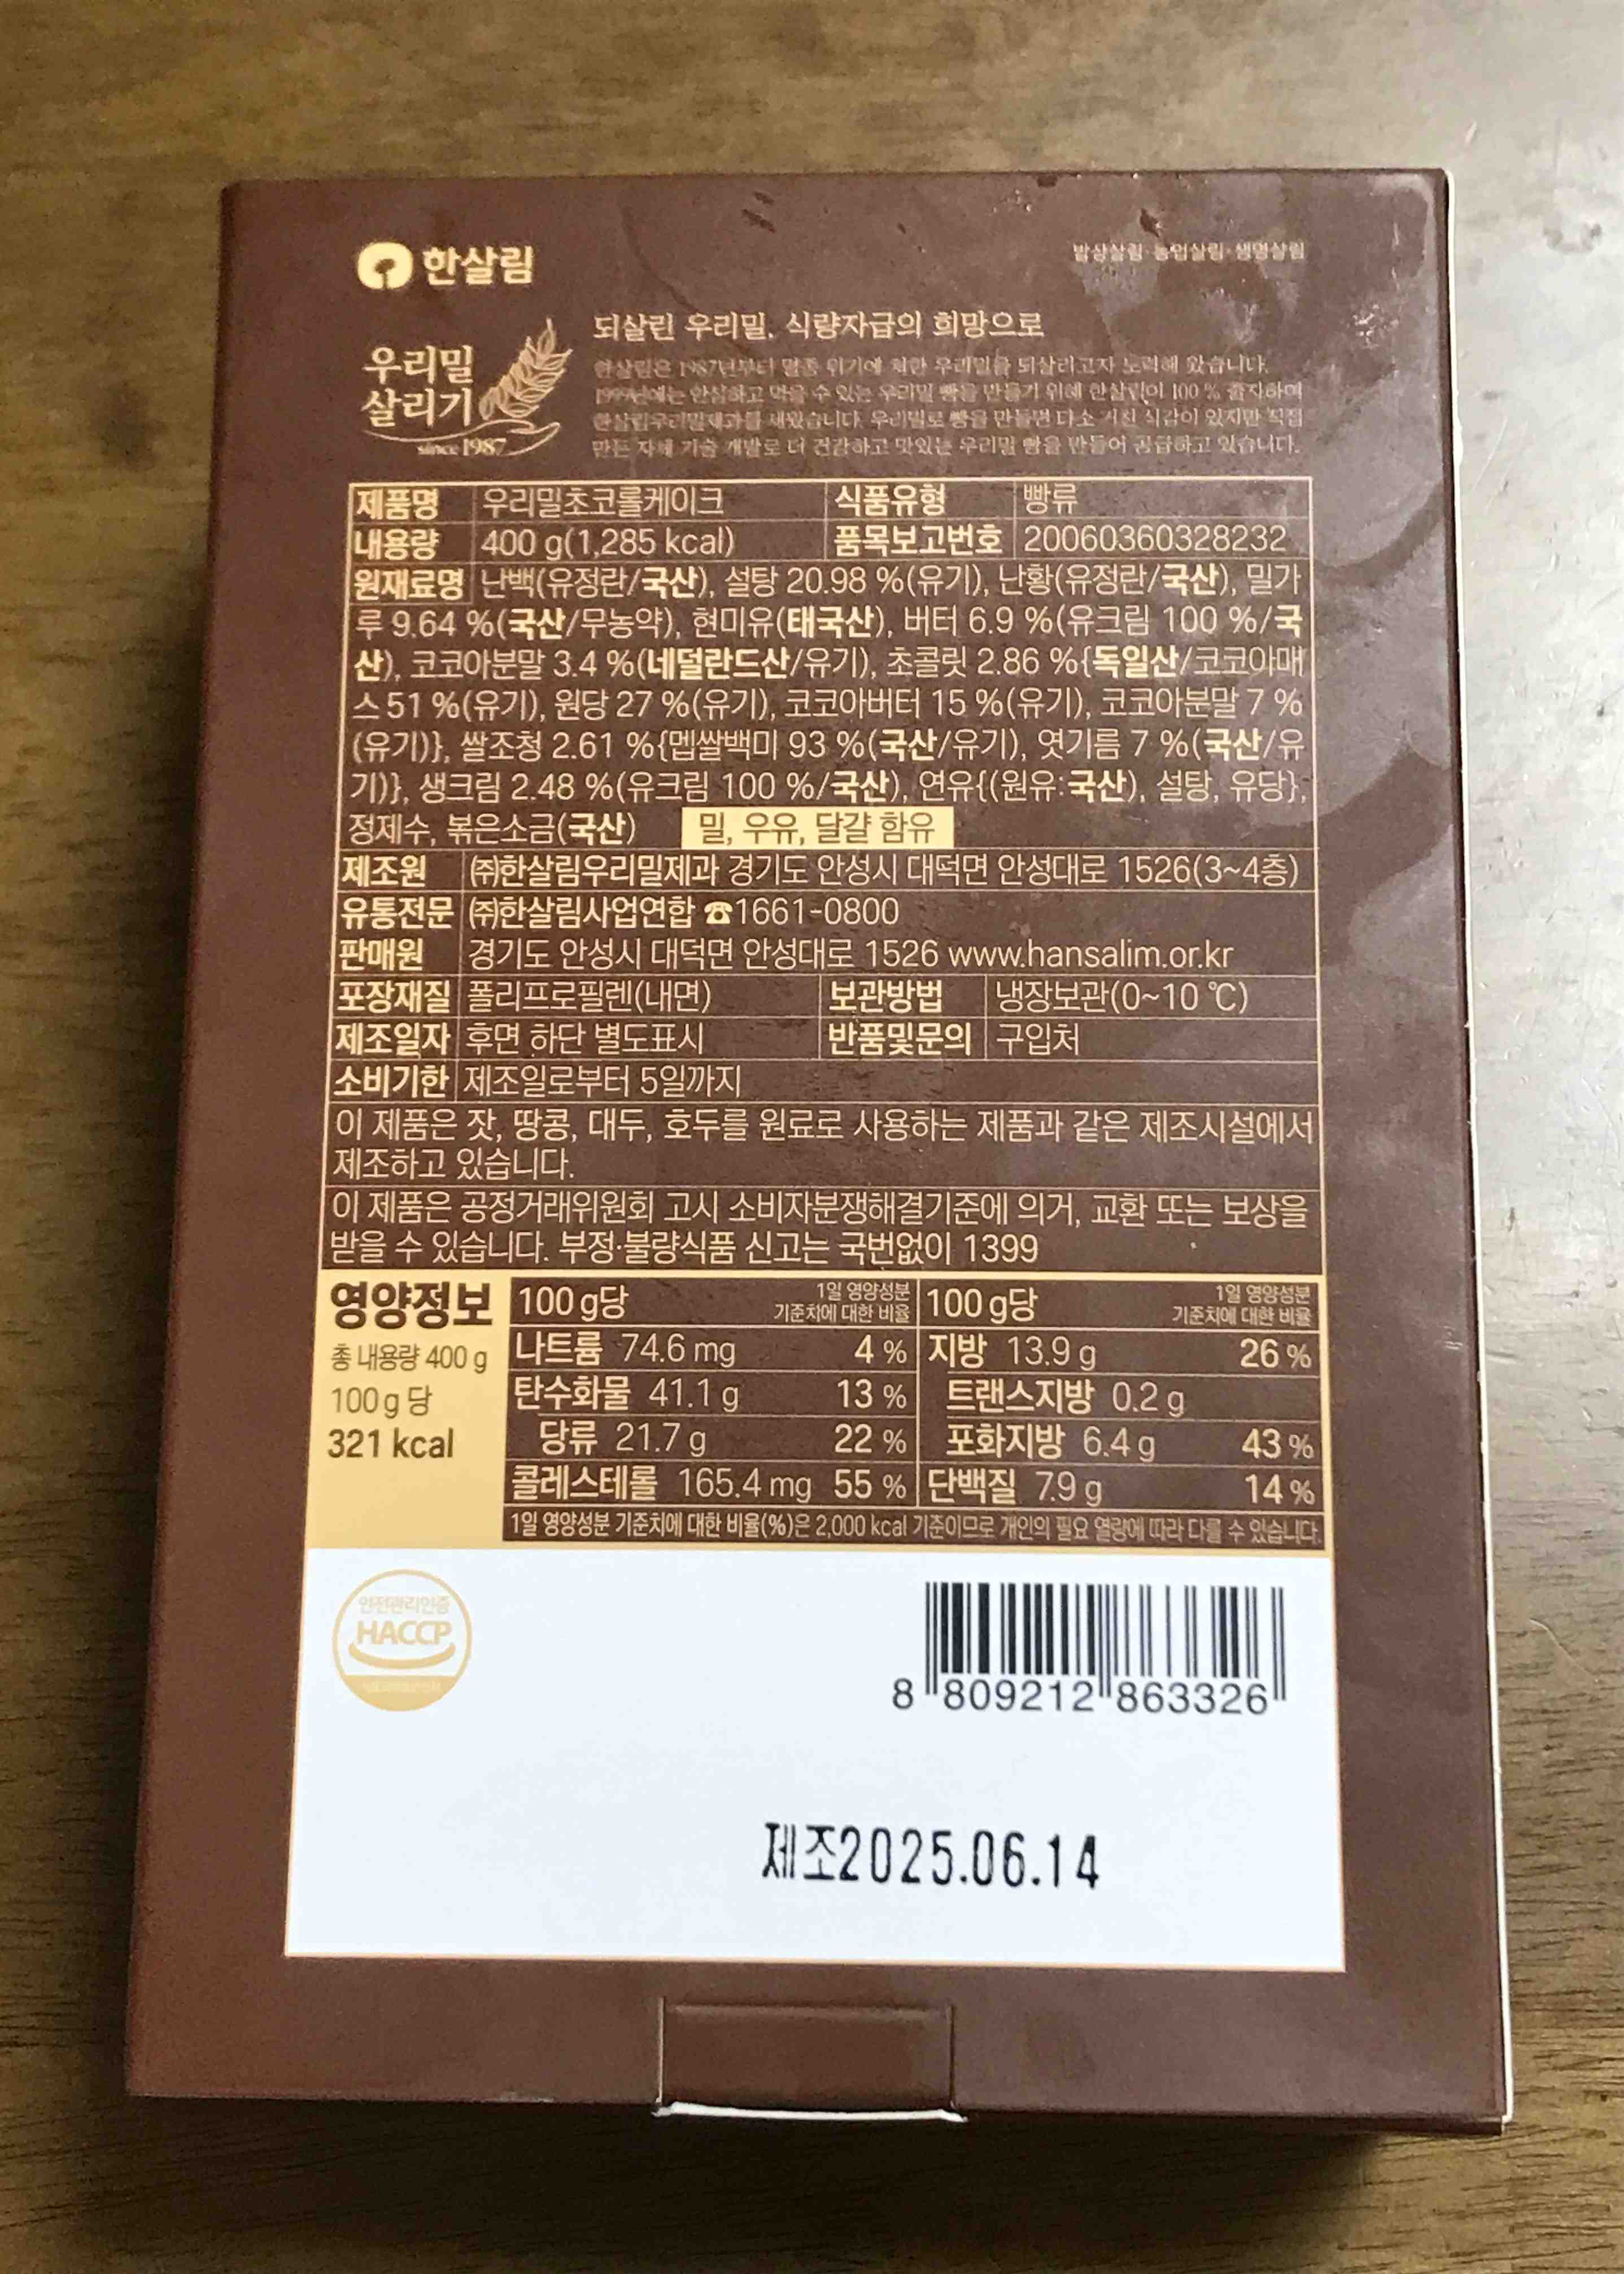 한살림
밥상살림·농업살림·생명살림
우리밀
살리기
since 1987
되살린 우리밀, 식량자급의 희망으로
한살림은 1987년부터 멸종 위기에 처한 우리밀을 되살리고자 노력해 왔습니다.
1999년에는 안심하고 먹을 수 있는 우리밀 빵을 만들기 위해 한살림이 100 % 출자하여
한살림우리밀제과를 세웠습니다. 우리밀로 빵을 만들면 다소 거친 식감이 있지만 직접
만든 자체 기술 개발로 더 건강하고 맛있는 우리밀 빵을 만들어 공급하고 있습니다.
제품명 우리밀초코롤케이크 식품유형 빵류
내용량 400 g(1,285 kcal) 품목보고번호 20060360328232
원재료명 난백(유정란/국산), 설탕 20.98 %(유기), 난황(유정란/국산), 밀가
루 9.64 %(국산/무농약), 현미유(태국산), 버터 6.9 %(유크림 100 %/국
산), 코코아분말 3.4 %(네덜란드산/유기), 초콜릿 2.86 %{독일산/코코아매
스 51 %(유기), 원당 27 %(유기), 코코아버터 15 %(유기), 코코아분말 7 %
(유기)}, 쌀조청 2.61 %{멥쌀백미 93 %(국산/유기), 엿기름 7 %(국산/유
기)}, 생크림 2.48 %(유크림 100 %/국산), 연유{(원유:국산), 설탕, 유당},
정제수, 볶은소금(국산) 밀, 우유, 달걀 함유
제조원 ㈜한살림우리밀제과 경기도 안성시 대덕면 안성대로 1526(3~4층)
유통전문 ㈜한살림사업연합 ☎1661-0800
판매원 경기도 안성시 대덕면 안성대로 1526 www.hansalim.or.kr
포장재질 폴리프로필렌(내면) 보관방법 냉장보관(0~10 ℃)
제조일자 후면 하단 별도표시 반품및문의 구입처
소비기한 제조일로부터 5일까지
이 제품은 잣, 땅콩, 대두, 호두를 원료로 사용하는 제품과 같은 제조시설에서
제조하고 있습니다.
이 제품은 공정거래위원회 고시 소비자분쟁해결기준에 의거, 교환 또는 보상을
받을 수 있습니다. 부정·불량식품 신고는 국번없이 1399
영양정보
총 내용량 400 g
100 g 당
321 kcal
100 g당 1일 영양성분 기준치에 대한 비율 100 g당 1일 영양성분 기준치에 대한 비율
나트륨 74.6 mg 4 % 지방 13.9 g 26 %
탄수화물 41.1 g 13 % 트랜스지방 0.2 g
당류 21.7 g 22 % 포화지방 6.4 g 43 %
콜레스테롤 165.4 mg 55 % 단백질 7.9 g 14 %
1일 영양성분 기준치에 대한 비율(%)은 2,000 kcal 기준이므로 개인의 필요 열량에 따라 다를 수 있습니다.
안전관리인증
HACCP
8 809212 863326
제조2025.06.14